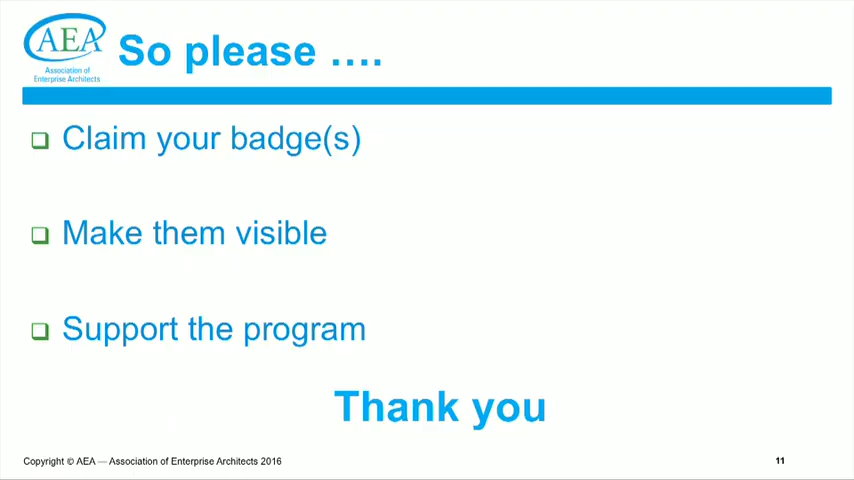 AEA
Association of
Enterprise Architects
So please ....
Claim your badge(s)
Make them visible
Support the program
Thank you
Copyright © AEA — Association of Enterprise Architects 2016
11